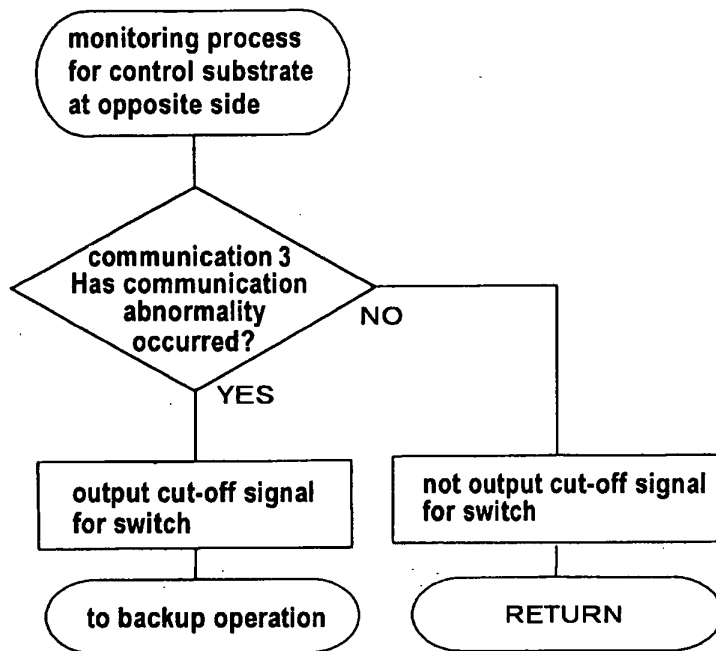 monitoring process
for control substrate
at opposite side
communication 3
Has communication
abnormality
occurred?
NO
YES
output cut-off signal
for switch
not output cut-off signal
for switch
to backup operation
RETURN